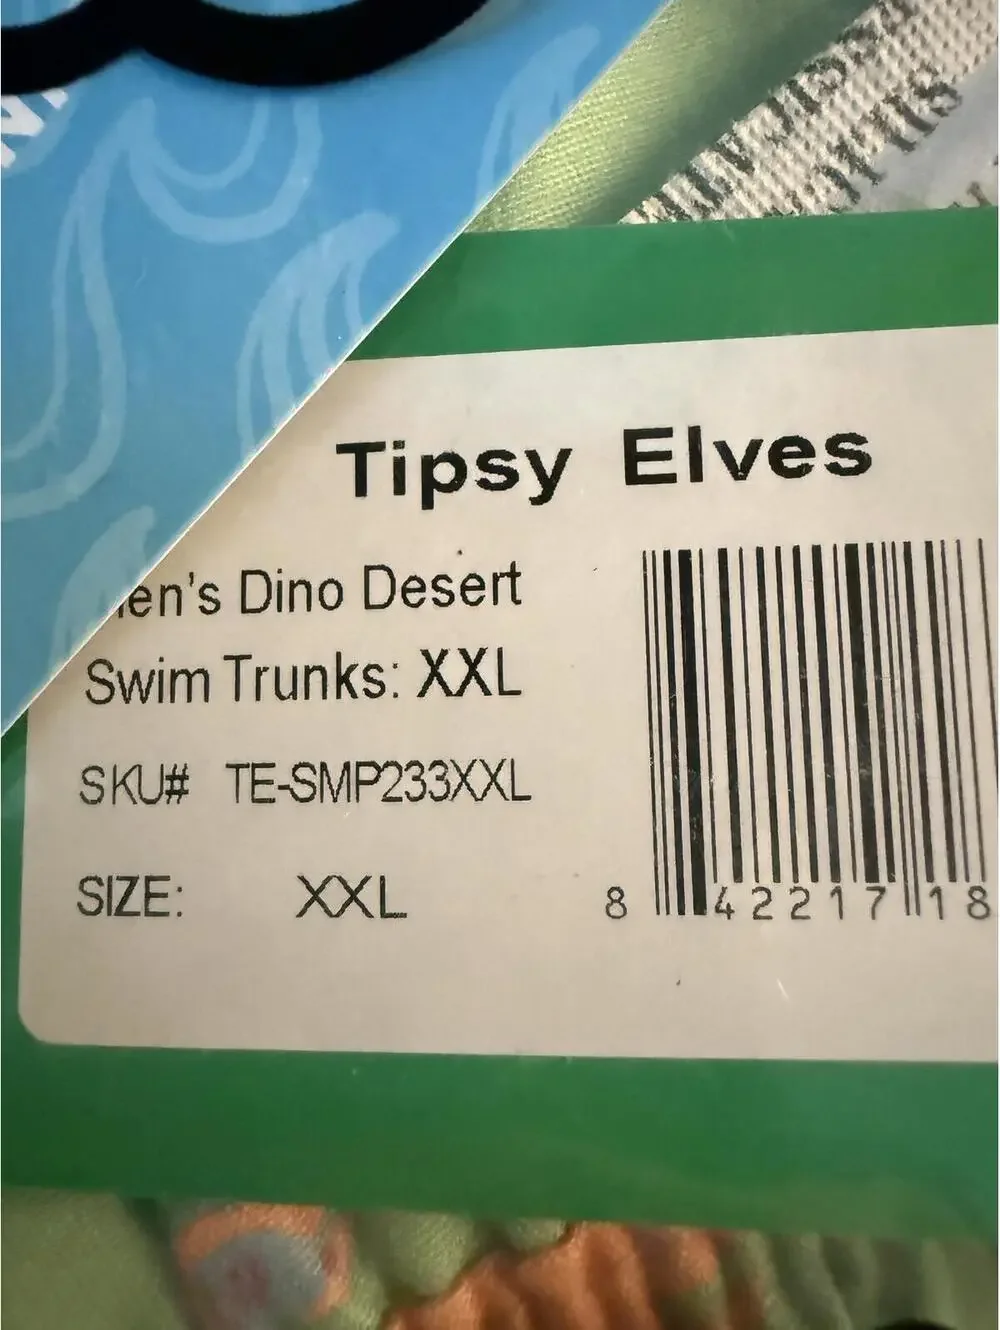 Tipsy Elves
en's Dino Desert
Swim Trunks: XXL
SKU# TE-SMP233XXL
SIZE: XXL
8 42217 18